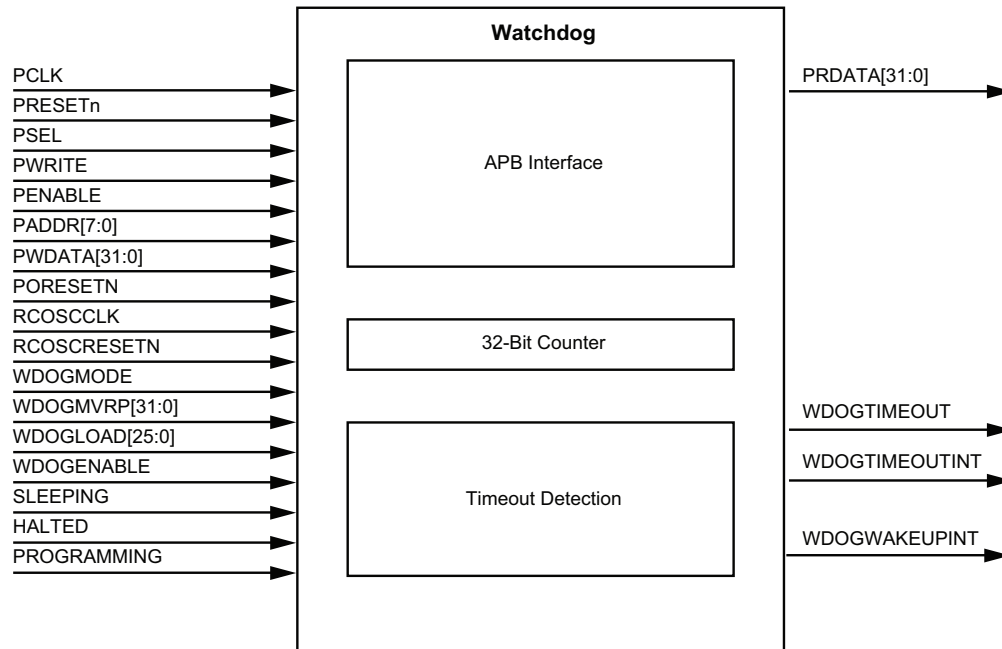 Watchdog
PCLK
PRESETn
PSEL
PWRITE
PENABLE
PADDR[7:0]
PWDATA[31:0]
PORESETN
RCOSCCLK
RCOSCRESETN
WDOGMODE
WDOGMVRP[31:0]
WDOGLOAD[25:0]
WDOGENABLE
SLEEPING
HALTED
PROGRAMMING
APB Interface
32-Bit Counter
Timeout Detection
PRDATA[31:0]
WDOGTIMEOUT
WDOGTIMEOUTINT
WDOGWAKEUPINT